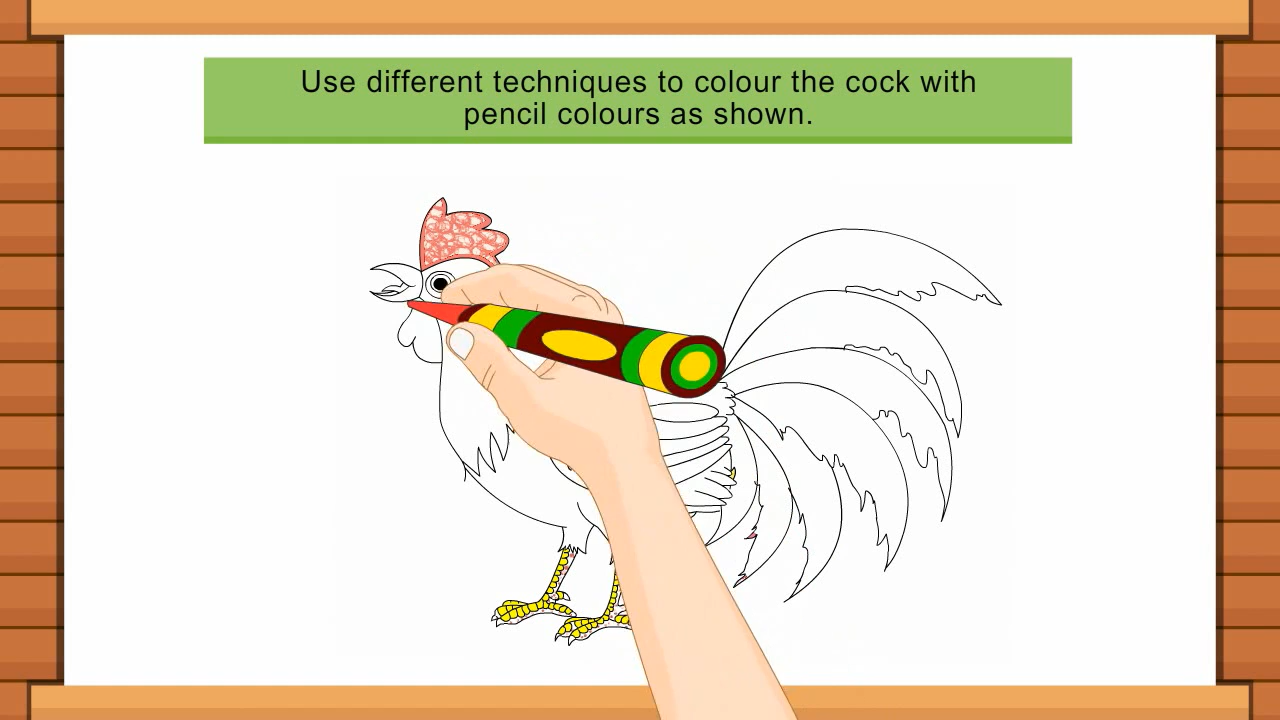 Use different techniques to colour the cock with
pencil colours as shown.